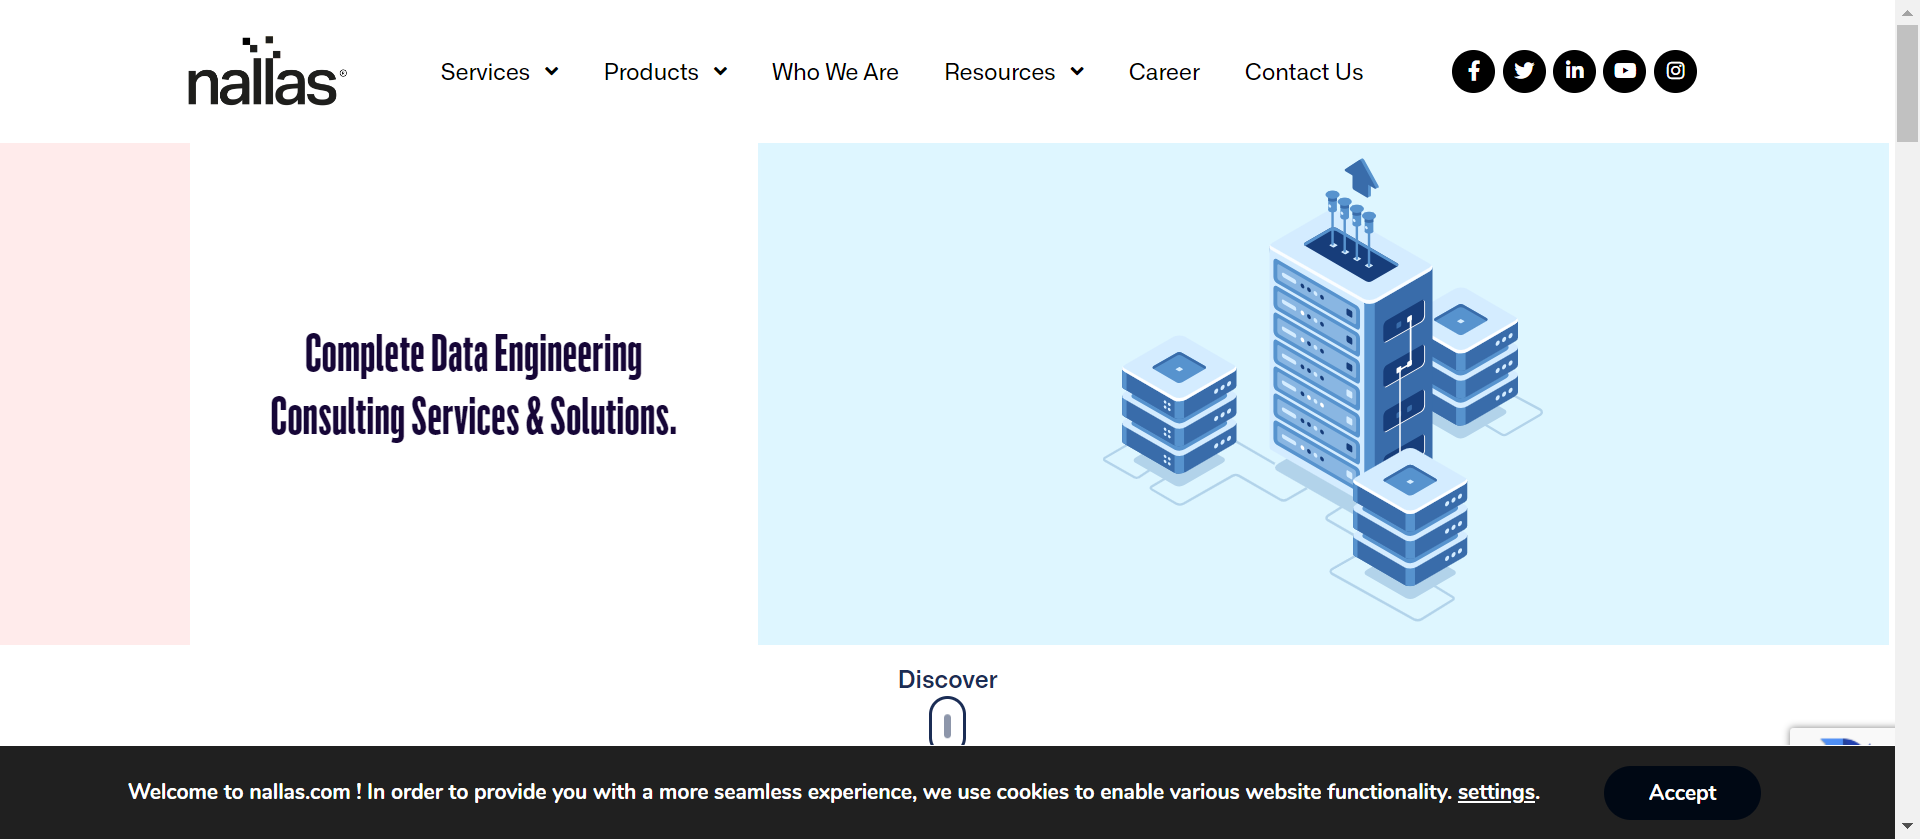 nallas®
Services
Products
Who We Are
Resources
Career
Contact Us
Complete Data Engineering
Consulting Services & Solutions.
Discover
Welcome to nallas.com ! In order to provide you with a more seamless experience, we use cookies to enable various website functionality. settings.
Accept